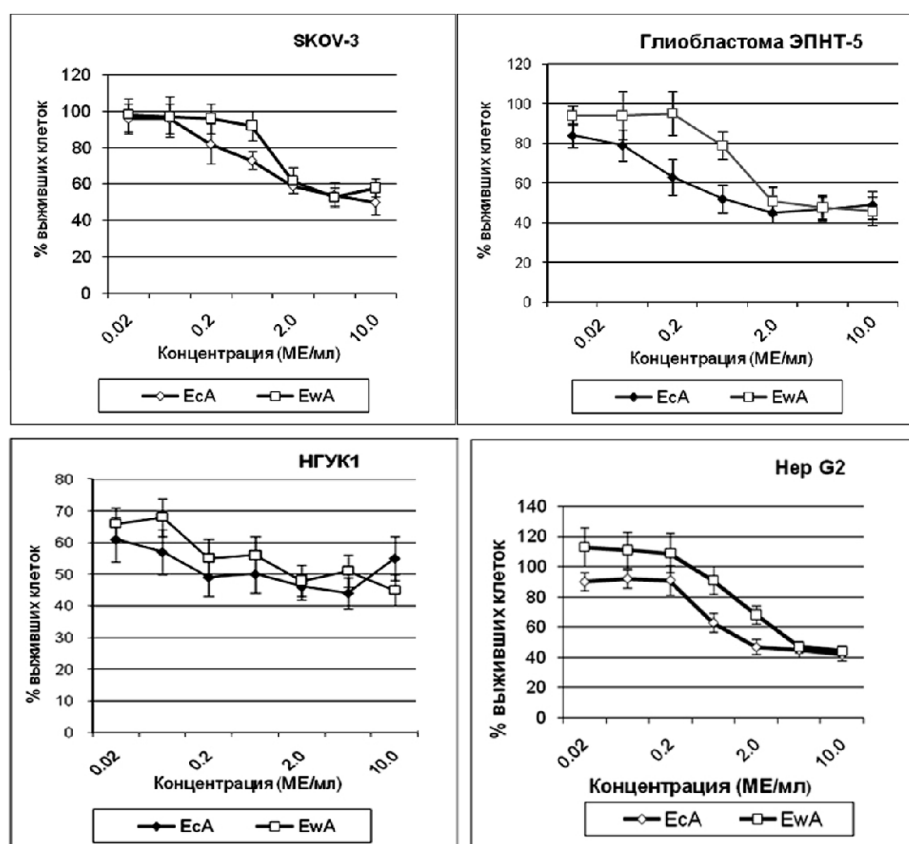 SKOV-3
% выживших клеток
120
100
80
60
40
20
0
0.02
0.2
2.0
10.0
Концентрация (МЕ/мл)
EcA
EwA
Глиобластома ЭПНТ-5
% выживших клеток
120
100
80
60
40
20
0
0.02
0.2
2.0
10.0
Концентрация (МЕ/мл)
EcA
EwA
НГУК1
% выживших клеток
80
70
60
50
40
30
20
10
0
0.02
0.2
2.0
10.0
Концентрация (МЕ/мл)
EcA
EwA
Hep G2
% выживших клеток
140
120
100
80
60
40
20
0
0.02
0.2
2.0
10.0
Концентрация (МЕ/мл)
EcA
EwA